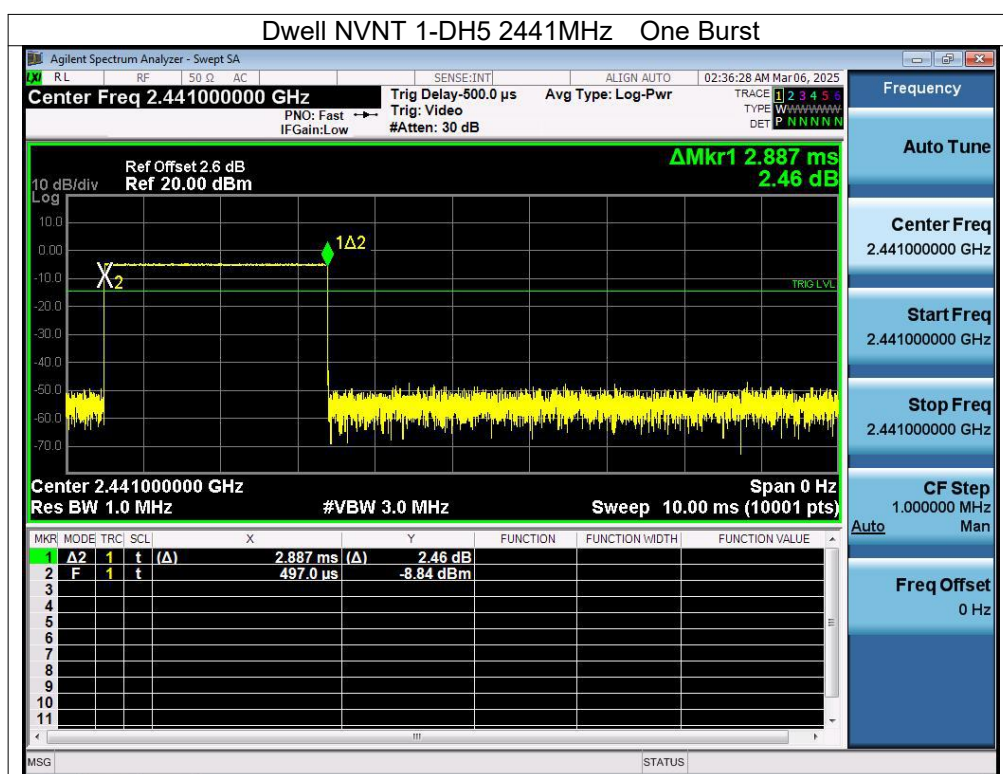 Dwell NVNT 1-DH5 2441MHz One Burst
Agilent Spectrum Analyzer - Swept SA
LXI RL RF 50 Ω AC SENSE:INT ALIGN AUTO 02:36:28 AM Mar 06, 2025
Center Freq 2.441000000 GHz
PNO: Fast
IFGain:Low
Trig Delay-500.0 µs
Trig: Video
#Atten: 30 dB
Avg Type: Log-Pwr
TRACE 1 2 3 4 5 6
TYPE WWWWWW
DET P N N N N N
ΔMkr1 2.887 ms
2.46 dB
Ref Offset 2.6 dB
10 dB/div Ref 20.00 dBm
Log
10.0
0.00
-10.0
-20.0
-30.0
-40.0
-50.0
-60.0
-70.0
1Δ2
X2
TRIG LVL
Center 2.441000000 GHz Span 0 Hz
Res BW 1.0 MHz #VBW 3.0 MHz Sweep 10.00 ms (10001 pts)
MKR MODE TRC SCL X Y FUNCTION FUNCTION WIDTH FUNCTION VALUE
1 Δ2 1 t (Δ) 2.887 ms (Δ) 2.46 dB
2 F 1 t 497.0 µs -8.84 dBm
3
4
5
6
7
8
9
10
11
MSG STATUS
Frequency
Auto Tune
Center Freq
2.441000000 GHz
Start Freq
2.441000000 GHz
Stop Freq
2.441000000 GHz
CF Step
1.000000 MHz
Auto Man
Freq Offset
0 Hz